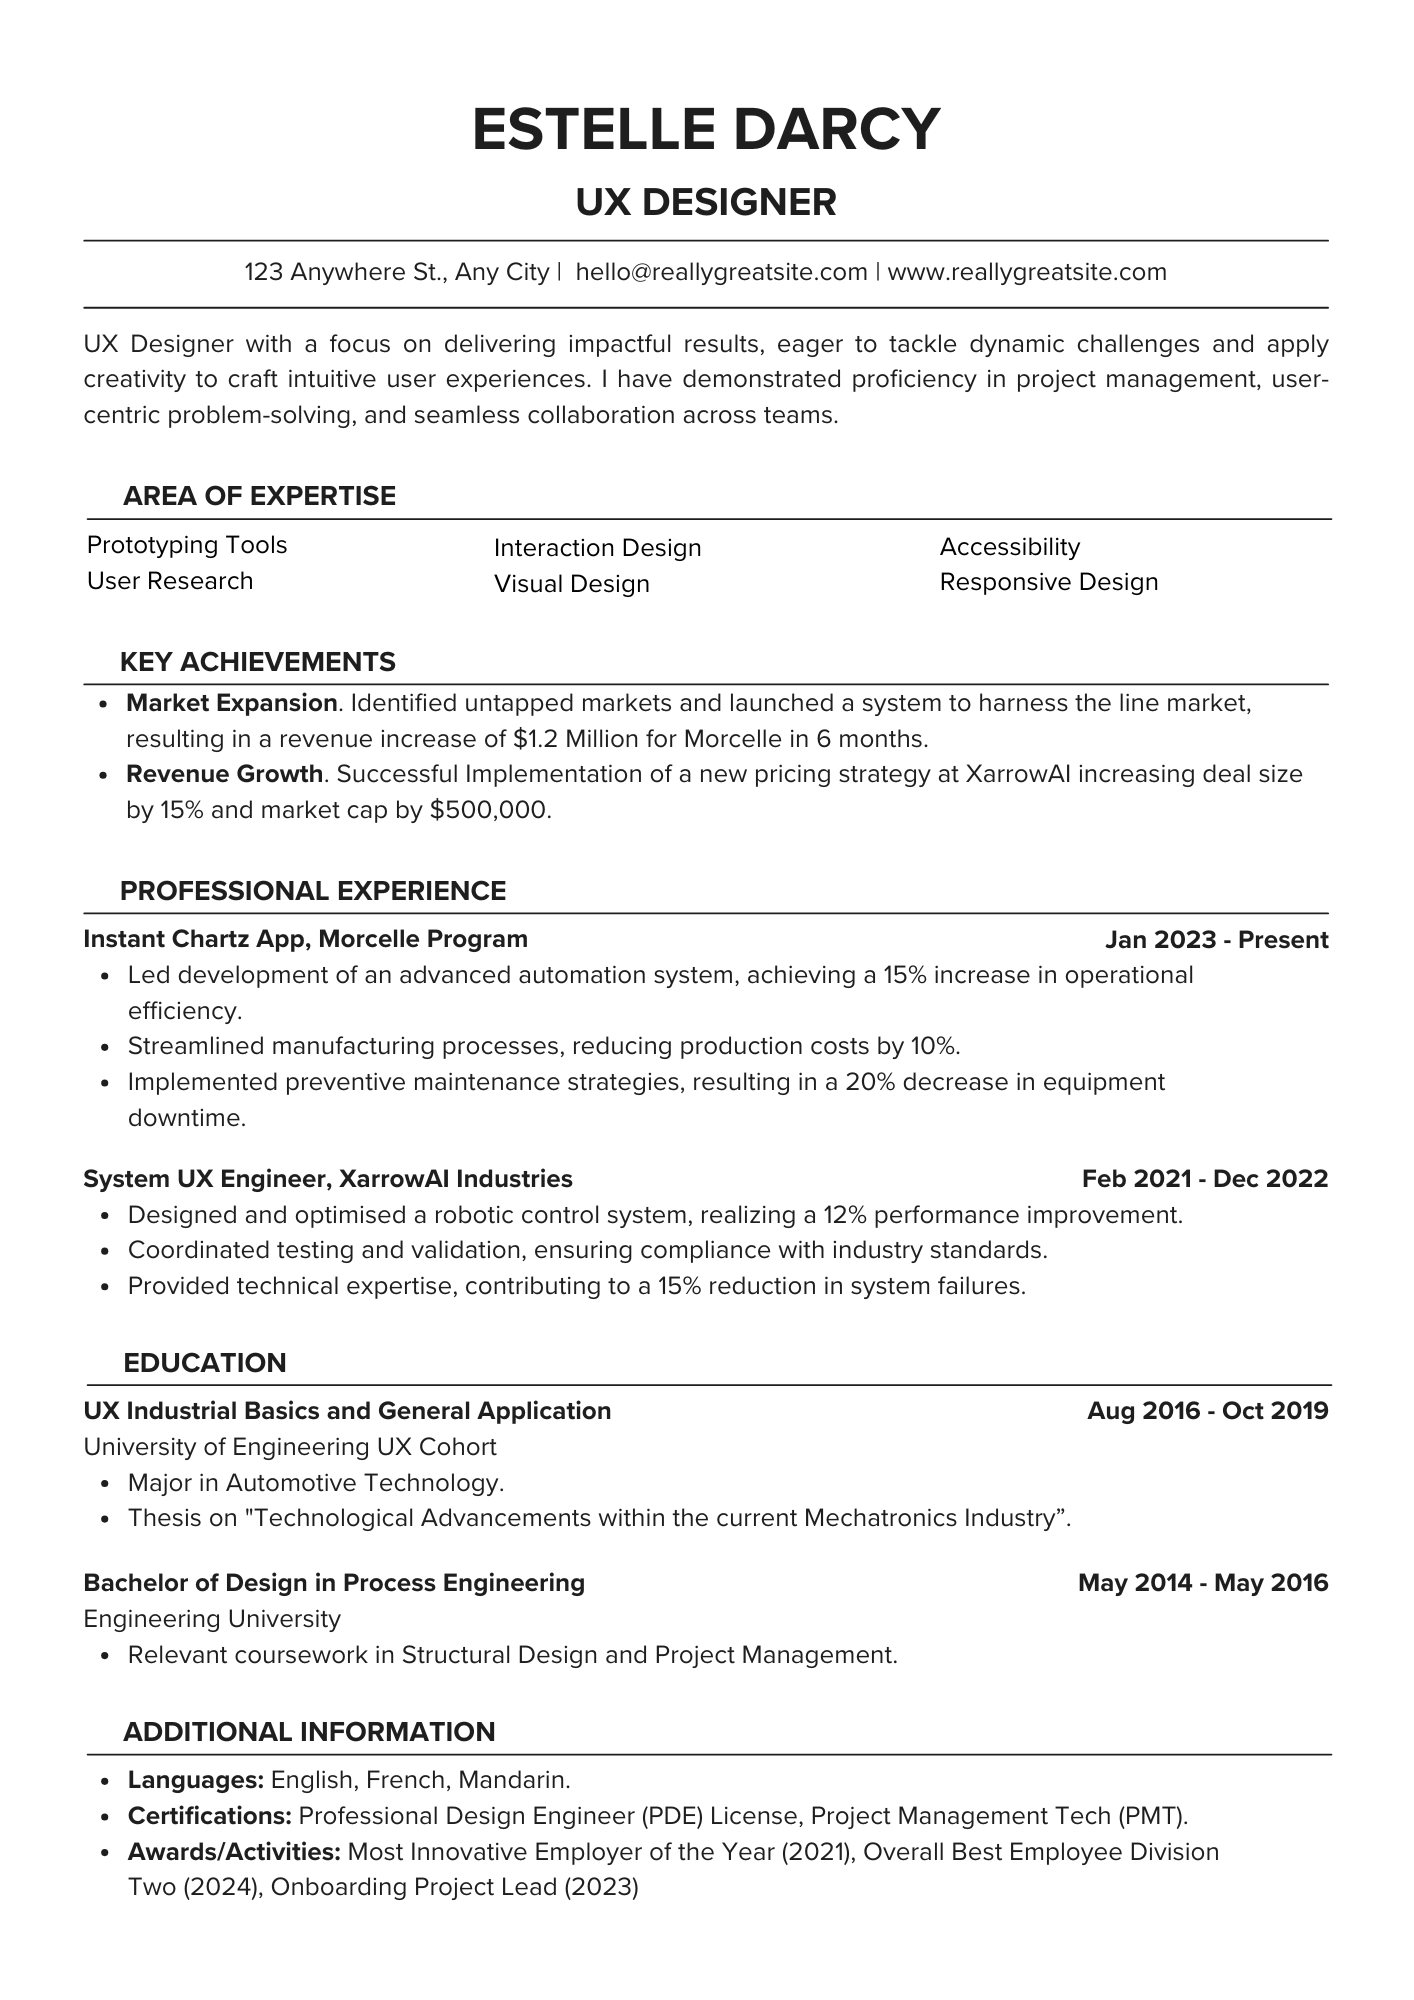 ESTELLE DARCY
UX DESIGNER
123 Anywhere St., Any City | hello@reallygreatsite.com | www.reallygreatsite.com
UX Designer with a focus on delivering impactful results, eager to tackle dynamic challenges and apply
creativity to craft intuitive user experiences. I have demonstrated proficiency in project management, user-
centric problem-solving, and seamless collaboration across teams.
AREA OF EXPERTISE
Prototyping Tools
User Research
Interaction Design
Visual Design
Accessibility
Responsive Design
KEY ACHIEVEMENTS
• Market Expansion. Identified untapped markets and launched a system to harness the line market,
resulting in a revenue increase of $1.2 Million for Morcelle in 6 months.
• Revenue Growth. Successful Implementation of a new pricing strategy at XarrowAI increasing deal size
by 15% and market cap by $500,000.
PROFESSIONAL EXPERIENCE
Instant Chartz App, Morcelle Program Jan 2023 - Present
• Led development of an advanced automation system, achieving a 15% increase in operational
efficiency.
• Streamlined manufacturing processes, reducing production costs by 10%.
• Implemented preventive maintenance strategies, resulting in a 20% decrease in equipment
downtime.
System UX Engineer, XarrowAI Industries Feb 2021 - Dec 2022
• Designed and optimised a robotic control system, realizing a 12% performance improvement.
• Coordinated testing and validation, ensuring compliance with industry standards.
• Provided technical expertise, contributing to a 15% reduction in system failures.
EDUCATION
UX Industrial Basics and General Application Aug 2016 - Oct 2019
University of Engineering UX Cohort
• Major in Automotive Technology.
• Thesis on "Technological Advancements within the current Mechatronics Industry”.
Bachelor of Design in Process Engineering May 2014 - May 2016
Engineering University
• Relevant coursework in Structural Design and Project Management.
ADDITIONAL INFORMATION
• Languages: English, French, Mandarin.
• Certifications: Professional Design Engineer (PDE) License, Project Management Tech (PMT).
• Awards/Activities: Most Innovative Employer of the Year (2021), Overall Best Employee Division
Two (2024), Onboarding Project Lead (2023)